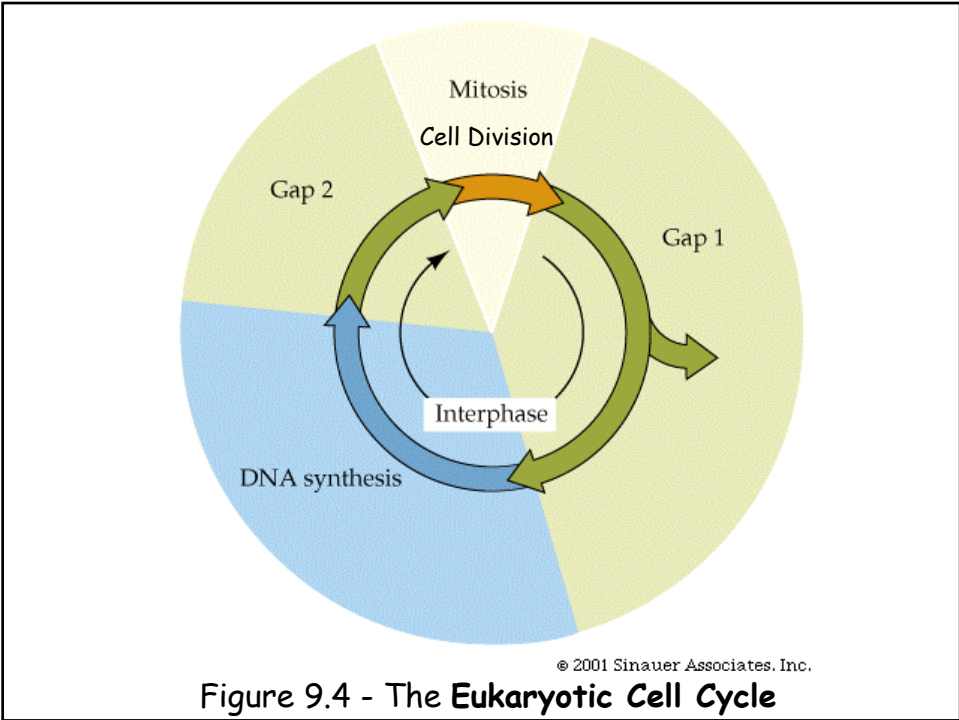 Mitosis
Cell Division
Gap 2
Gap 1
Interphase
DNA synthesis
© 2001 Sinauer Associates, Inc.
Figure 9.4 - The Eukaryotic Cell Cycle